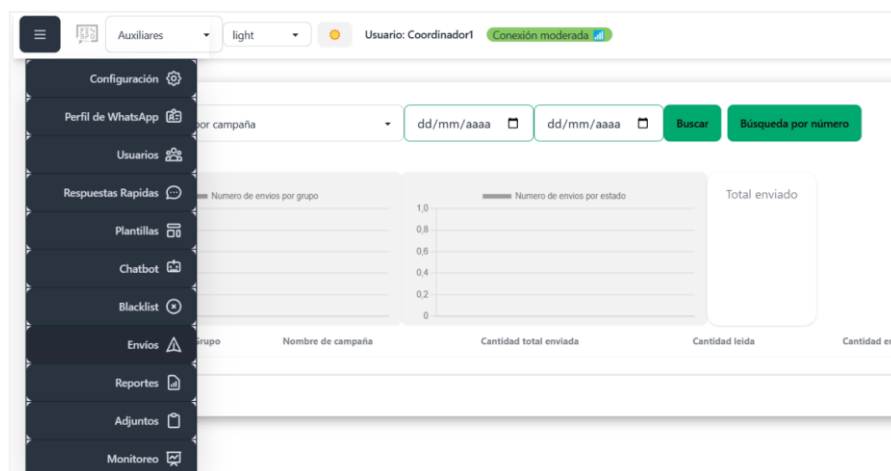 Auxiliares
light
Usuario: Coordinador1
Conexión moderada
Configuración
Perfil de WhatsApp
Usuarios
Respuestas Rapidas
Plantillas
Chatbot
Blacklist
Envíos
Reportes
Adjuntos
Monitoreo
por campaña
dd/mm/aaaa
dd/mm/aaaa
Buscar
Búsqueda por número
Numero de envios por grupo
Numero de envios por estado
1,0
0,8
0,6
0,4
0,2
0
Total enviado
Grupo
Nombre de campaña
Cantidad total enviada
Cantidad leida
Cantidad